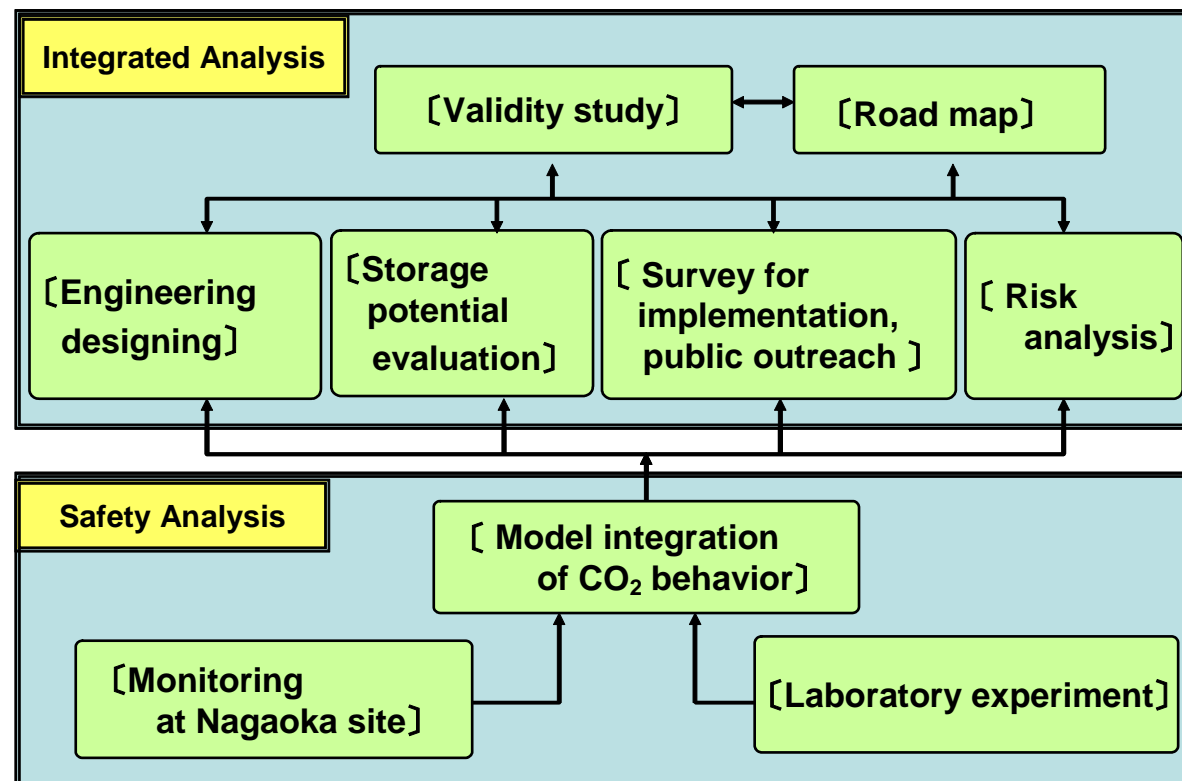 Integrated Analysis
〔Validity study〕
〔Road map〕
〔Engineering
designing〕
〔Storage
potential
evaluation〕
〔 Survey for
implementation,
public outreach 〕
〔 Risk
analysis〕
Safety Analysis
〔 Model integration
of CO₂ behavior〕
〔Monitoring
at Nagaoka site〕
〔Laboratory experiment〕